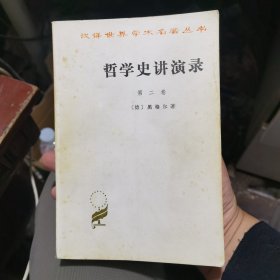 汉译世界学术名著丛书
哲学史讲演录
第二卷
〔德〕黑格尔著